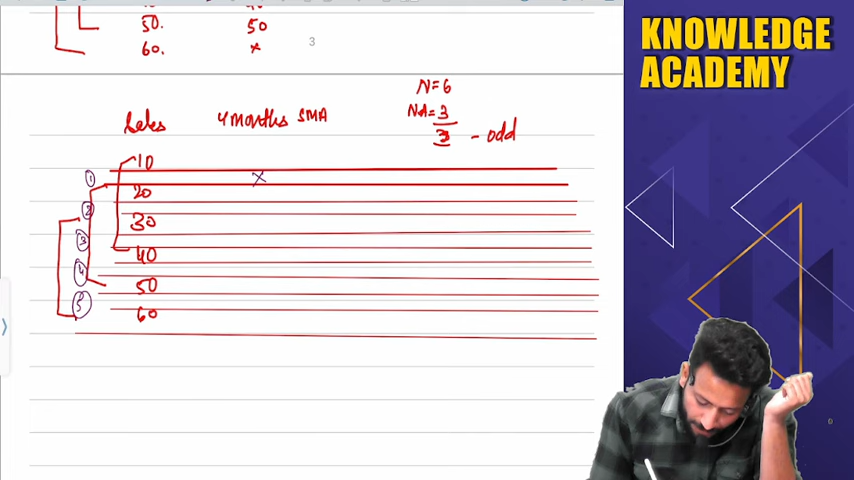 50. 50
60. x
3
KNOWLEDGE
ACADEMY
N=6
NA=3
Sales 4 months SMA
3 - odd
10
① x
20
②
30
③
40
④
50
⑤
60